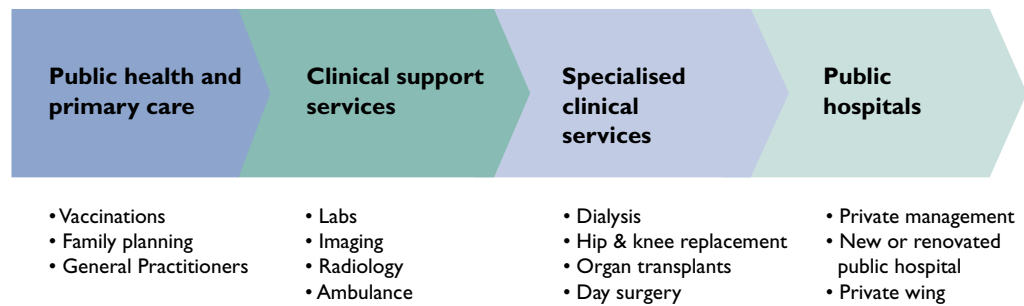 Public health and
primary care
Clinical support
services
Specialised
clinical
services
Public
hospitals
• Vaccinations
• Family planning
• General Practitioners
• Labs
• Imaging
• Radiology
• Ambulance
• Dialysis
• Hip & knee replacement
• Organ transplants
• Day surgery
• Private management
• New or renovated
public hospital
• Private wing